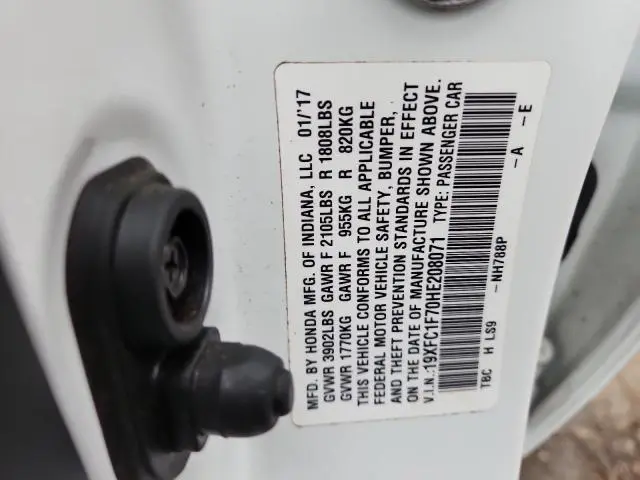 MFD. BY HONDA MFG. OF INDIANA, LLC 01/'17
GVWR 3902LBS GAWR F 2105LBS R 1808LBS
GVWR 1770KG GAWR F 955KG R 820KG
THIS VEHICLE CONFORMS TO ALL APPLICABLE
FEDERAL MOTOR VEHICLE SAFETY, BUMPER,
AND THEFT PREVENTION STANDARDS IN EFFECT
ON THE DATE OF MANUFACTURE SHOWN ABOVE.
V.I.N.:19XFC1F70HE208071 TYPE: PASSENGER CAR
-NH788P -A -E
TBC H LS9